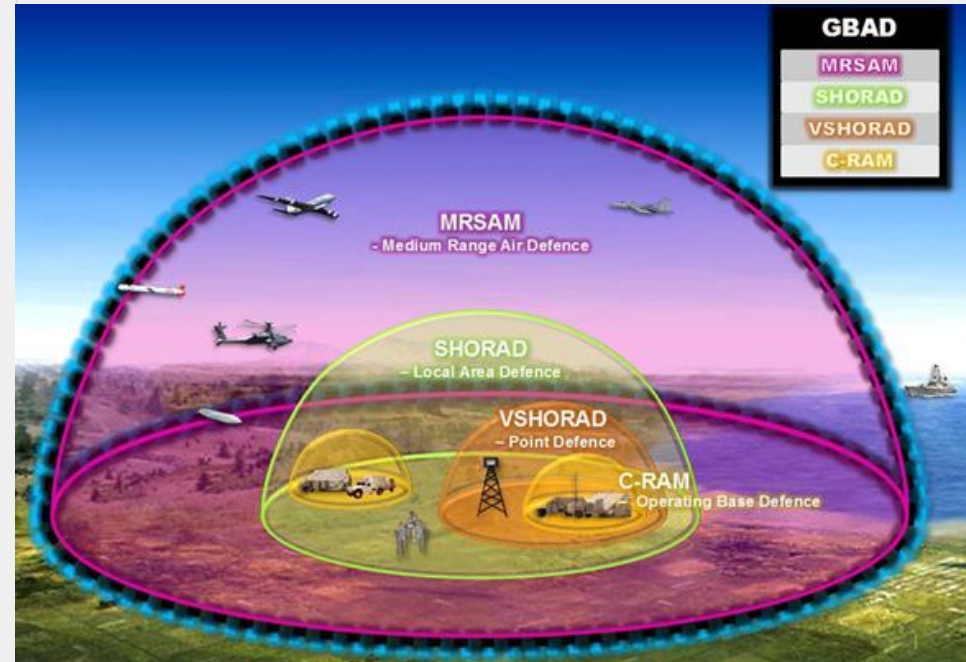 GBAD
MRSAM
SHORAD
VSHORAD
C-RAM
MRSAM
- Medium Range Air Defence
SHORAD
– Local Area Defence
VSHORAD
– Point Defence
C-RAM
– Operating Base Defence